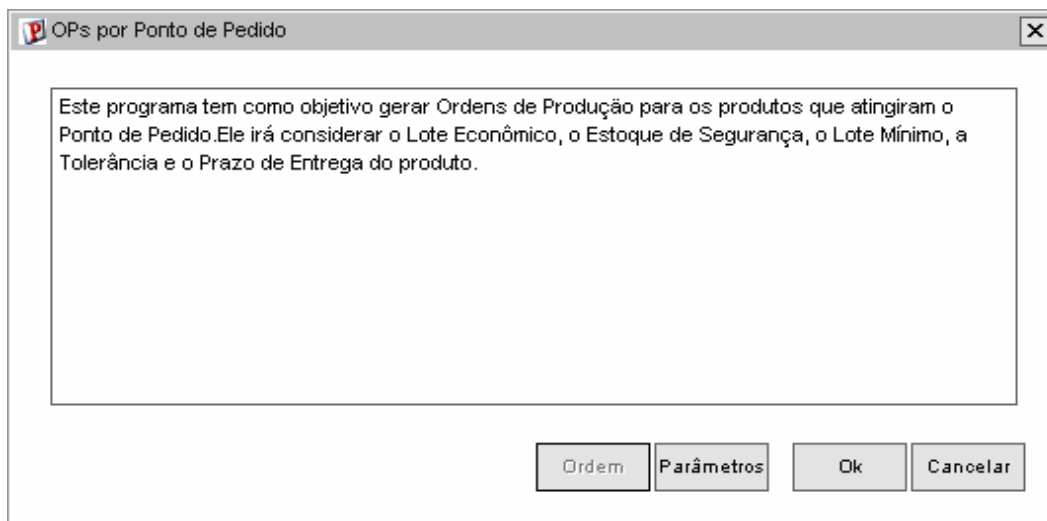 OPs por Ponto de Pedido
Este programa tem como objetivo gerar Ordens de Produção para os produtos que atingiram o
Ponto de Pedido.Ele irá considerar o Lote Econômico, o Estoque de Segurança, o Lote Mínimo, a
Tolerância e o Prazo de Entrega do produto.
Ordem Parâmetros Ok Cancelar